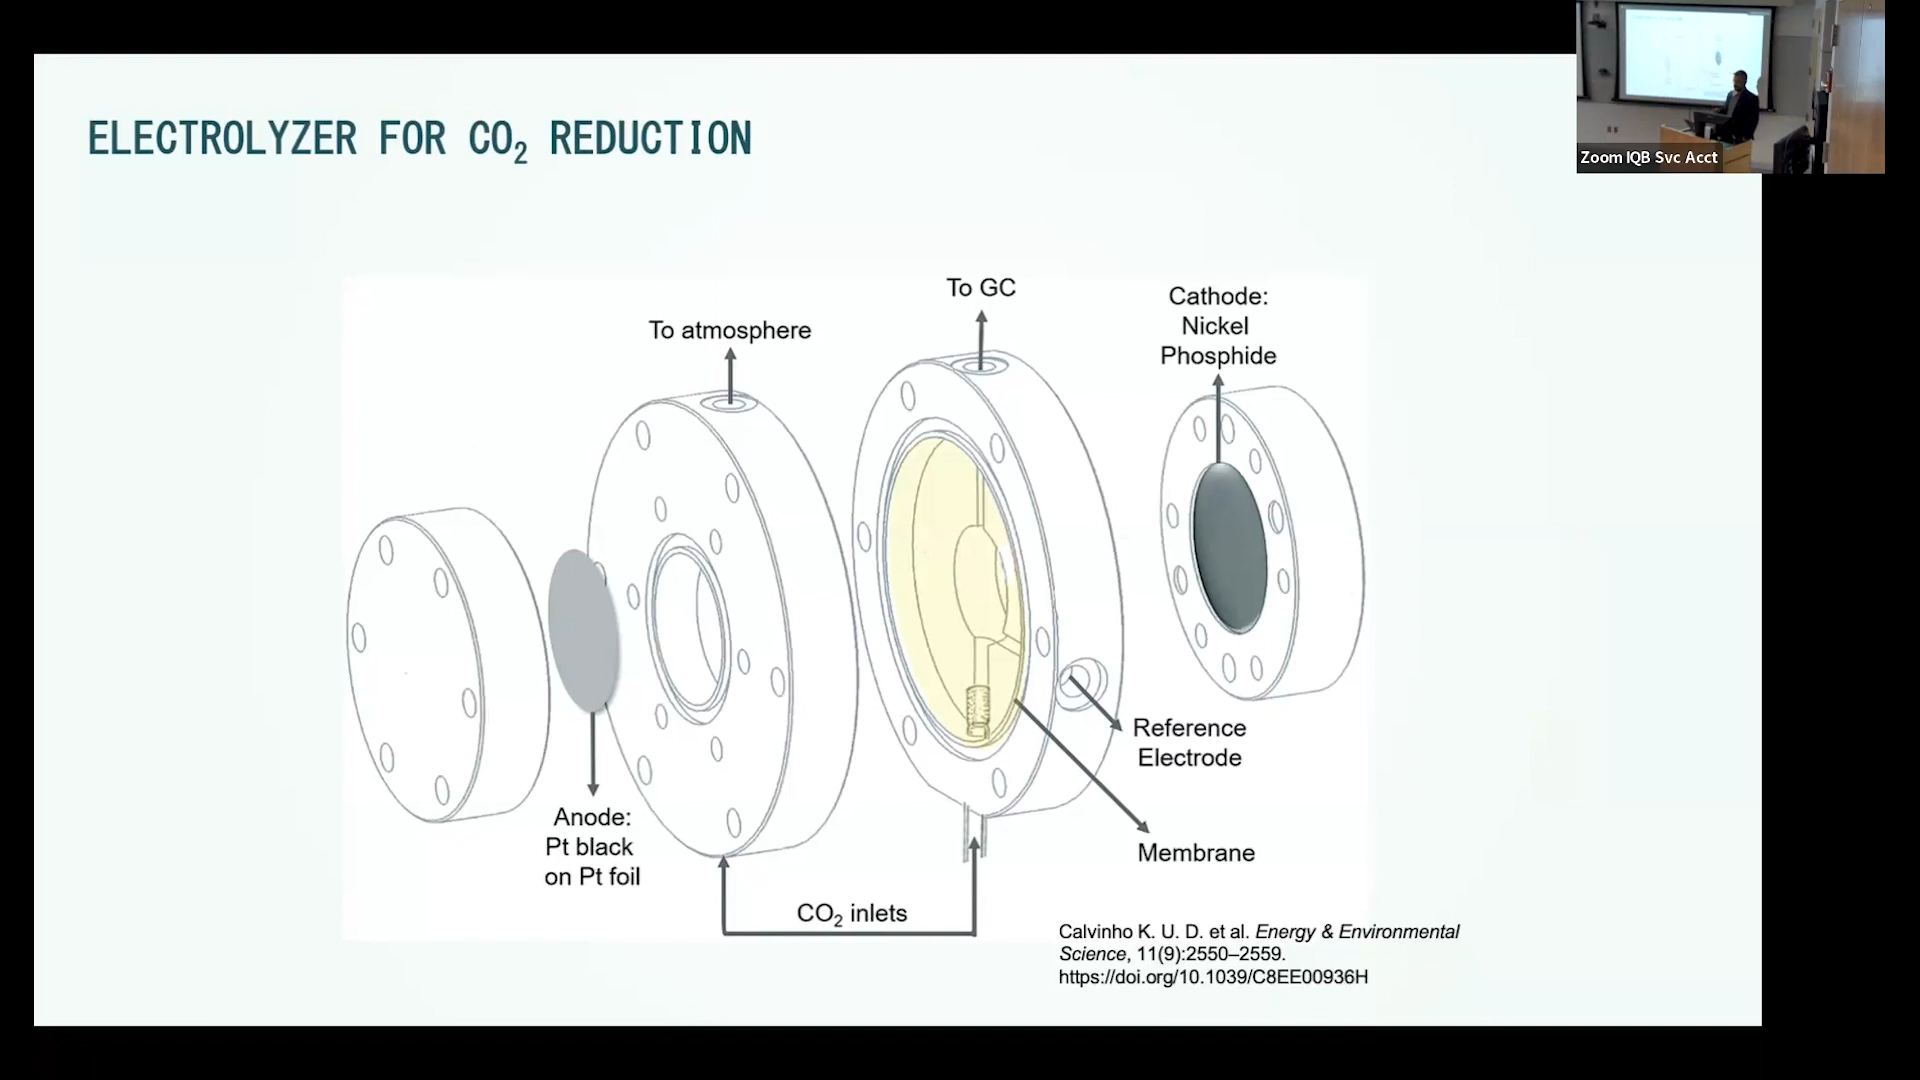 Zoom IQB Svc Acct
ELECTROLYZER FOR CO₂ REDUCTION
To GC
To atmosphere
Cathode:
Nickel
Phosphide
Reference
Electrode
Membrane
Anode:
Pt black
on Pt foil
CO₂ inlets
Calvinho K. U. D. et al. Energy & Environmental
Science, 11(9):2550–2559.
https://doi.org/10.1039/C8EE00936H